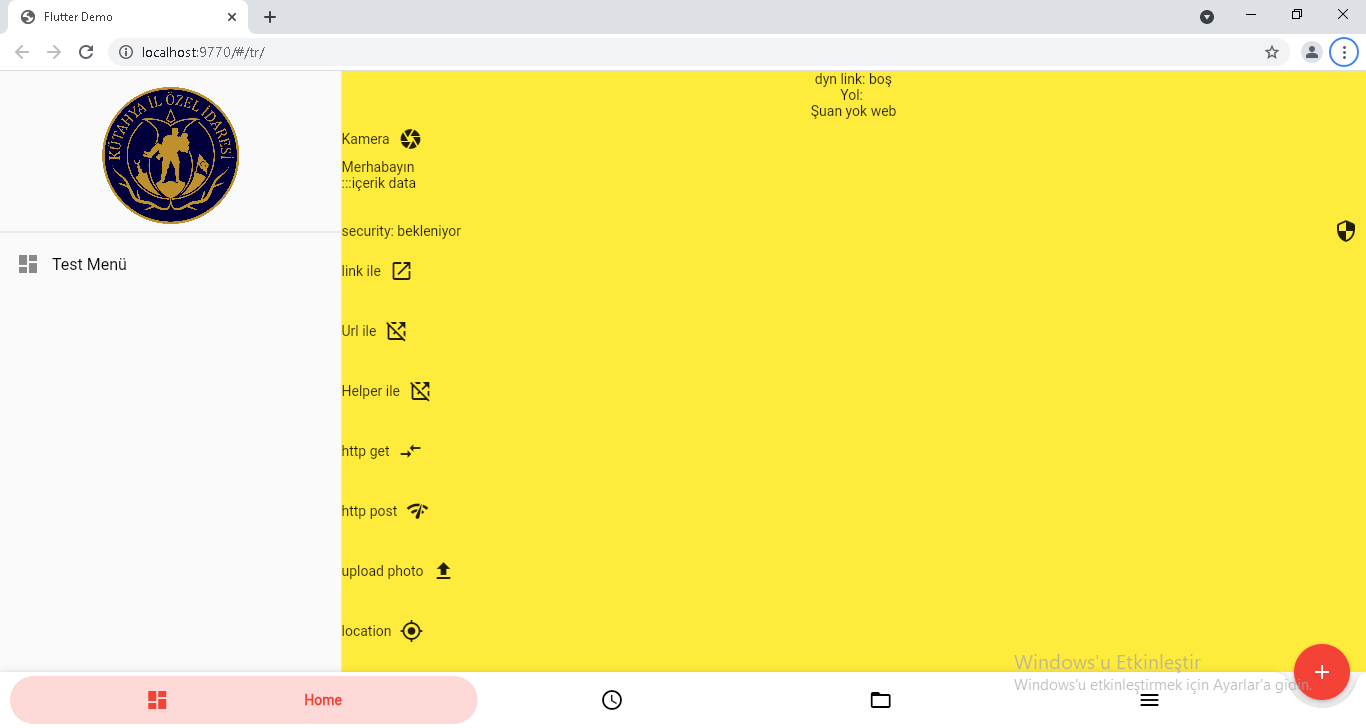 Flutter Demo
localhost:9770/#/tr/
KÜTAHYA İL ÖZEL İDARESİ
Test Menü
dyn link: boş
Yol:
Şuan yok web
Kamera
Merhabayın
:::içerik data
security: bekleniyor
link ile
Url ile
Helper ile
http get
http post
upload photo
location
Windows'u Etkinleştir
Windows'u etkinleştirmek için Ayarlar'a gidin.
Home